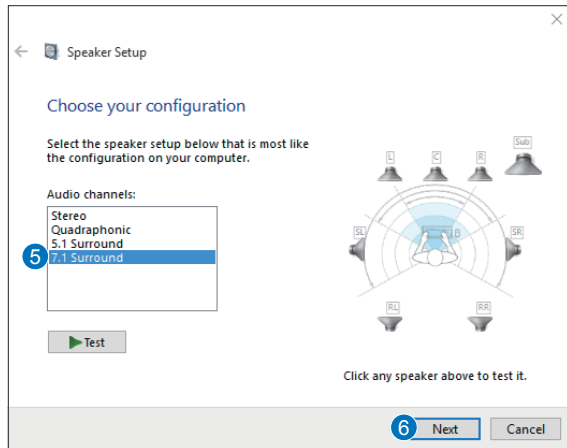 Speaker Setup
Choose your configuration
Select the speaker setup below that is most like
the configuration on your computer.
Audio channels:
Stereo
Quadraphonic
5.1 Surround
5 7.1 Surround
Test
L C R Sub
SL SR
RL RR
Click any speaker above to test it.
6 Next Cancel